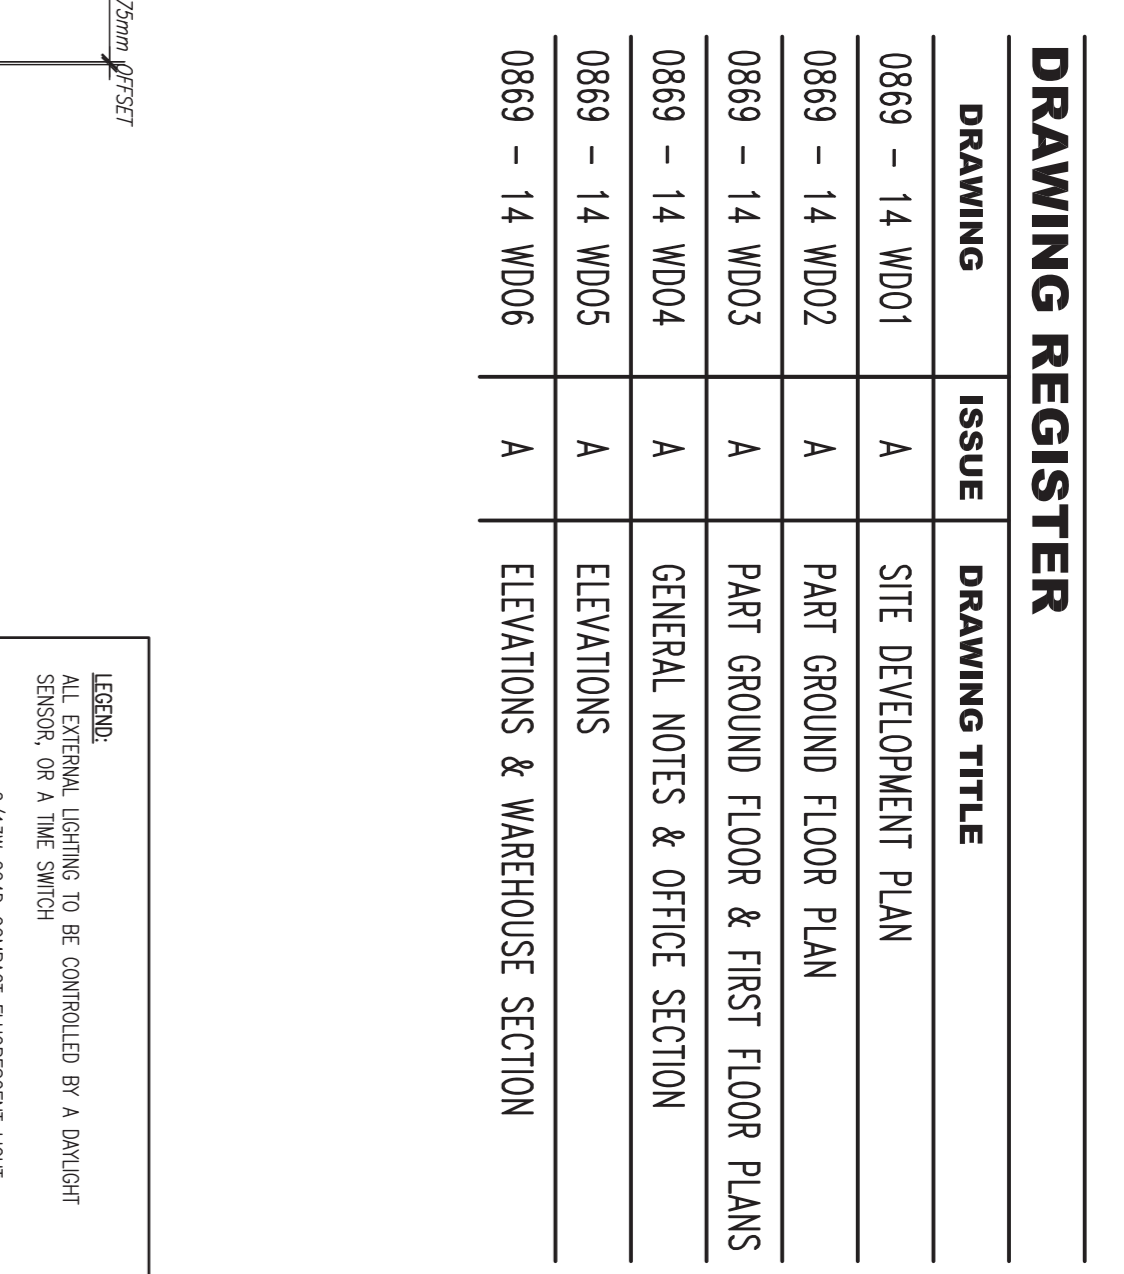 DRAWING REGISTER
DRAWING ISSUE DRAWING TITLE
0869 - 14 WD01 A SITE DEVELOPMENT PLAN
0869 - 14 WD02 A PART GROUND FLOOR PLAN
0869 - 14 WD03 A PART GROUND FLOOR & FIRST FLOOR PLANS
0869 - 14 WD04 A GENERAL NOTES & OFFICE SECTION
0869 - 14 WD05 A ELEVATIONS
0869 - 14 WD06 A ELEVATIONS & WAREHOUSE SECTION
75mm OFFSET
LEGEND:
ALL EXTERNAL LIGHTING TO BE CONTROLLED BY A DAYLIGHT
SENSOR, OR A TIME SWITCH
COMPACT FLUORESCENT LIGHT